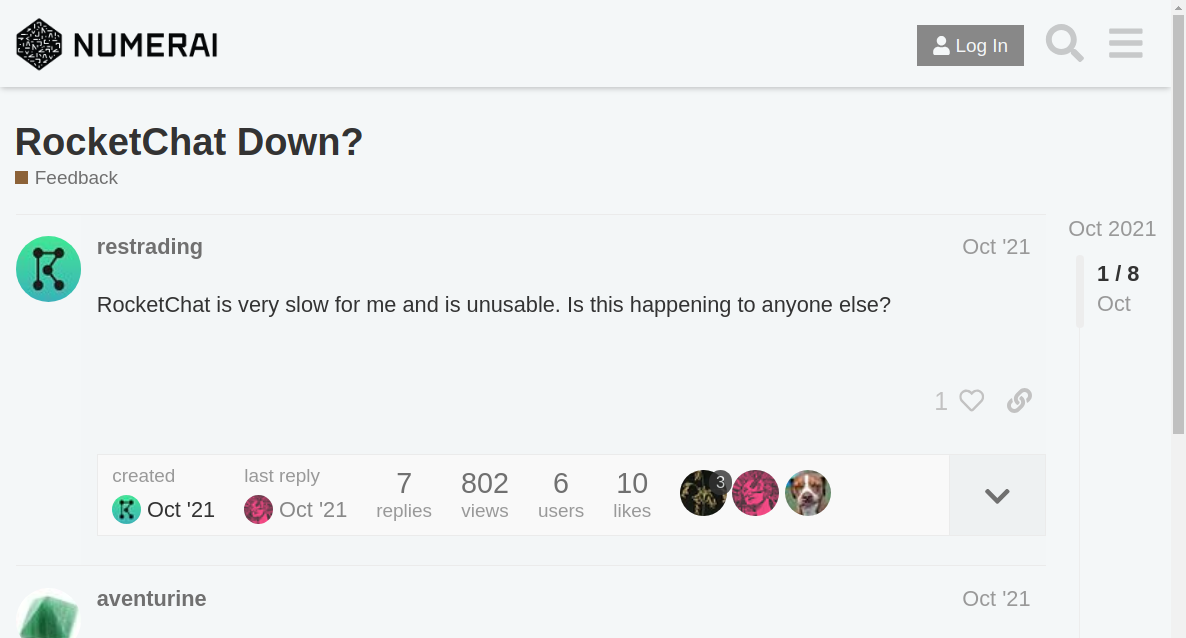 NUMERAI
Log In
RocketChat Down?
Feedback
restrading
Oct '21
Oct 2021
1 / 8
Oct
RocketChat is very slow for me and is unusable. Is this happening to anyone else?
1
created
Oct '21
last reply
Oct '21
7
replies
802
views
6
users
10
likes
3
aventurine
Oct '21